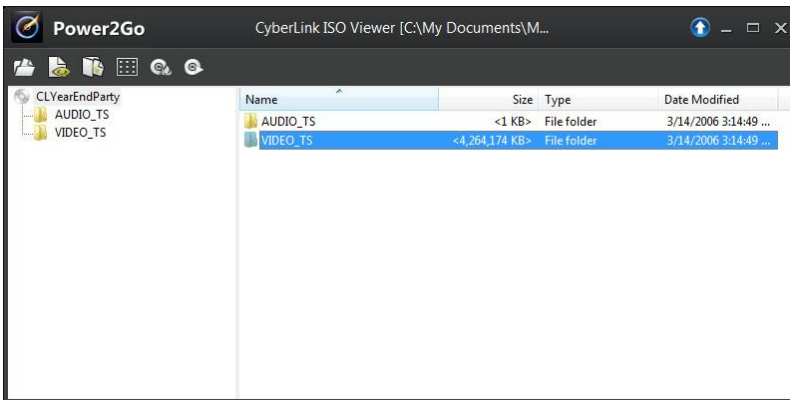 Power2Go CyberLink ISO Viewer [C:\My Documents\M...
CLYearEndParty
AUDIO_TS
VIDEO_TS
Name Size Type Date Modified
AUDIO_TS <1 KB> File folder 3/14/2006 3:14:49 ...
VIDEO_TS <4,264,174 KB> File folder 3/14/2006 3:14:49 ...